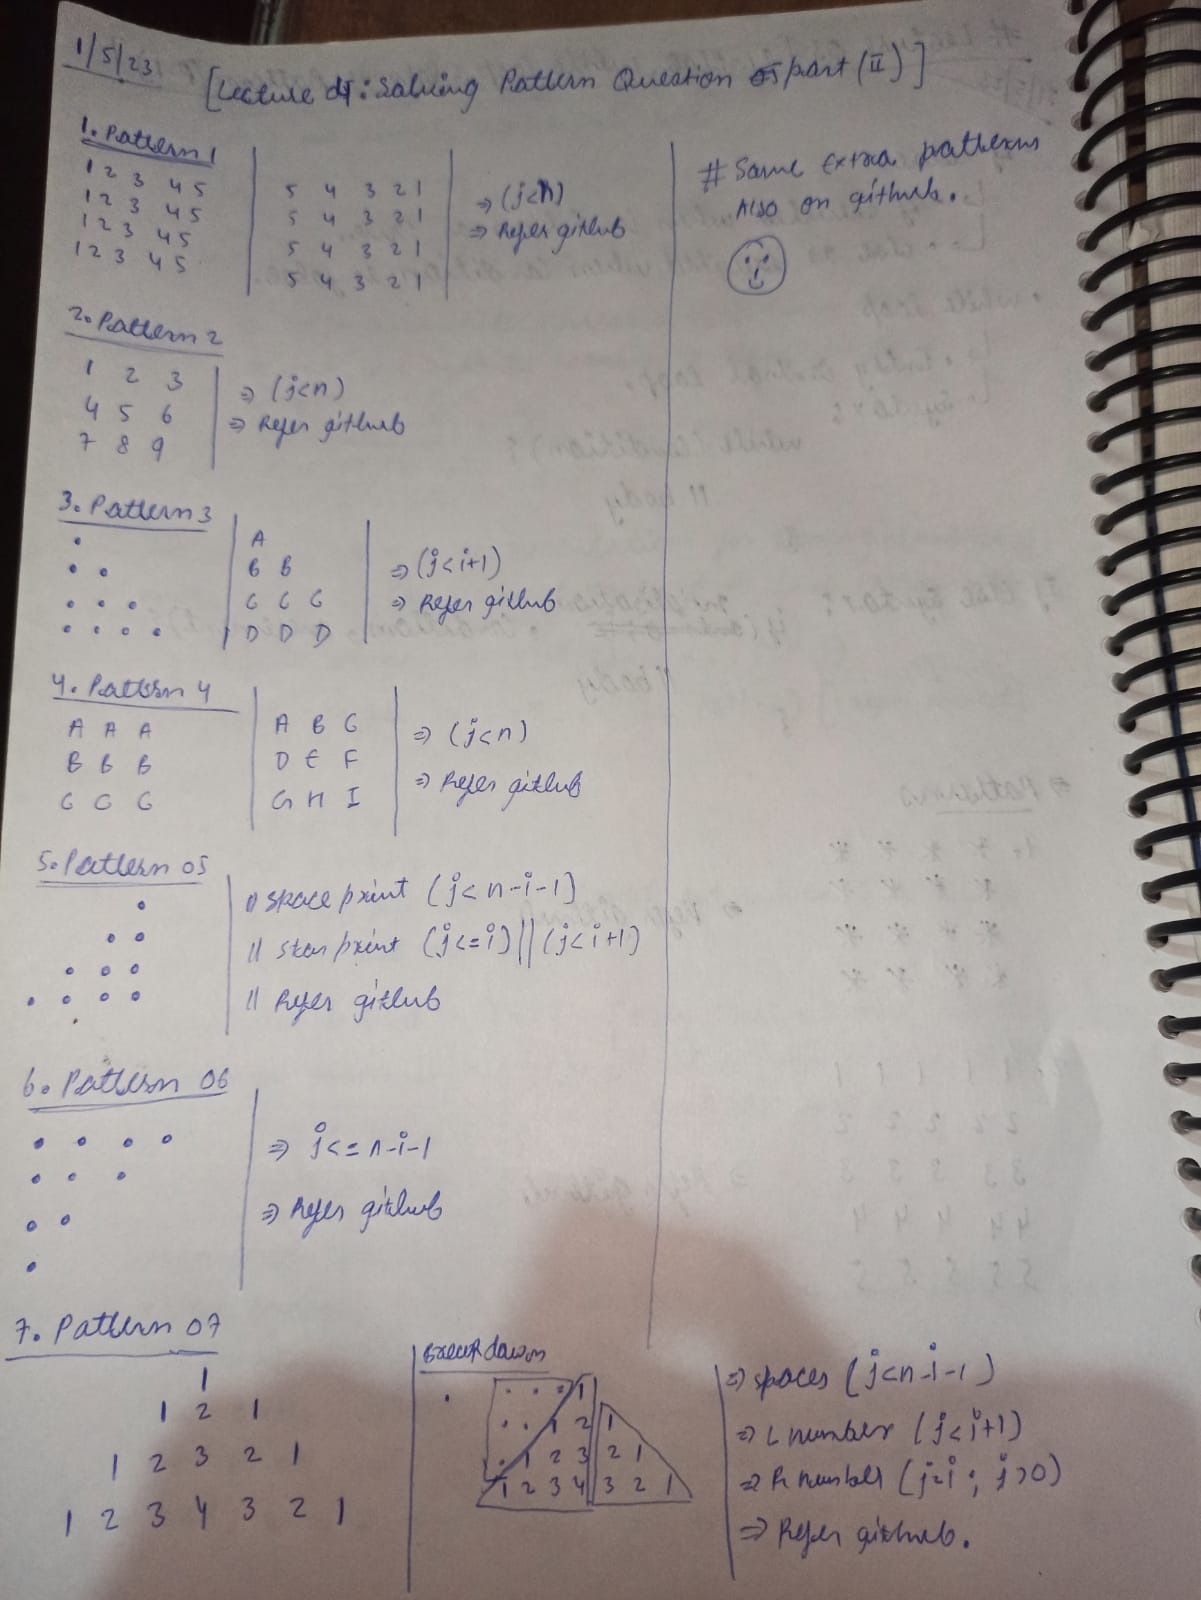 1/5/23
[Lecture : Solving Pattern Question part (II)]
1. Pattern 1
1 2 3 4 5
1 2 3 4 5
1 2 3 4 5
1 2 3 4 5
5 4 3 2 1
5 4 3 2 1
5 4 3 2 1
5 4 3 2 1
⇒ (j<n)
⇒ Refer github
# Some Extra patterns
Also on github.
2. Pattern 2
1 2 3
4 5 6
7 8 9
⇒ (j<n)
⇒ Refer github
3. Pattern 3
•
• •
• • •
• • • •
A
B B
C C C
D D D
⇒ (j<i+1)
⇒ Refer github
4. Pattern 4
A A A
B B B
C C C
A B C
D E F
G H I
⇒ (j<n)
⇒ Refer github
5. Pattern 05
•
• •
• • •
• • • •
// space print (j<n-i-1)
// star print (j<=i) || (j<i+1)
// Refer github
6. Pattern 06
• • • •
• • •
• •
•
⇒ j<=n-i-1
⇒ Refer github
7. Pattern 07
1
1 2 1
1 2 3 2 1
1 2 3 4 3 2 1
Breakdown
• • • 1
• • 1 2 1
• 1 2 3 2 1
1 2 3 4 3 2 1
⇒ spaces (j<n-i-1)
⇒ L number (j<i+1)
⇒ R number (j=i ; j>0)
⇒ Refer github.